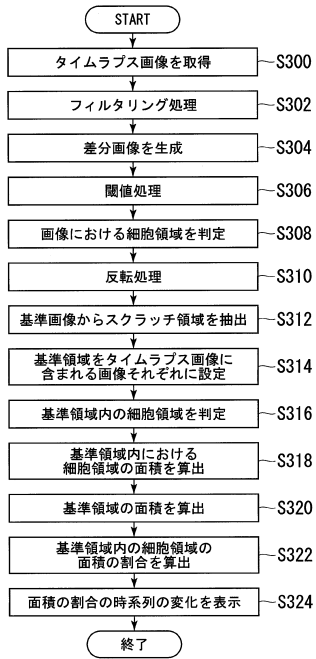 START
タイムラプス画像を取得
S300
フィルタリング処理
S302
差分画像を生成
S304
閾値処理
S306
画像における細胞領域を判定
S308
反転処理
S310
基準画像からスクラッチ領域を抽出
S312
基準領域をタイムラプス画像に
含まれる画像それぞれに設定
S314
基準領域内の細胞領域を判定
S316
基準領域内における
細胞領域の面積を算出
S318
基準領域の面積を算出
S320
基準領域内の細胞領域の
面積の割合を算出
S322
面積の割合の時系列の変化を表示
S324
終了